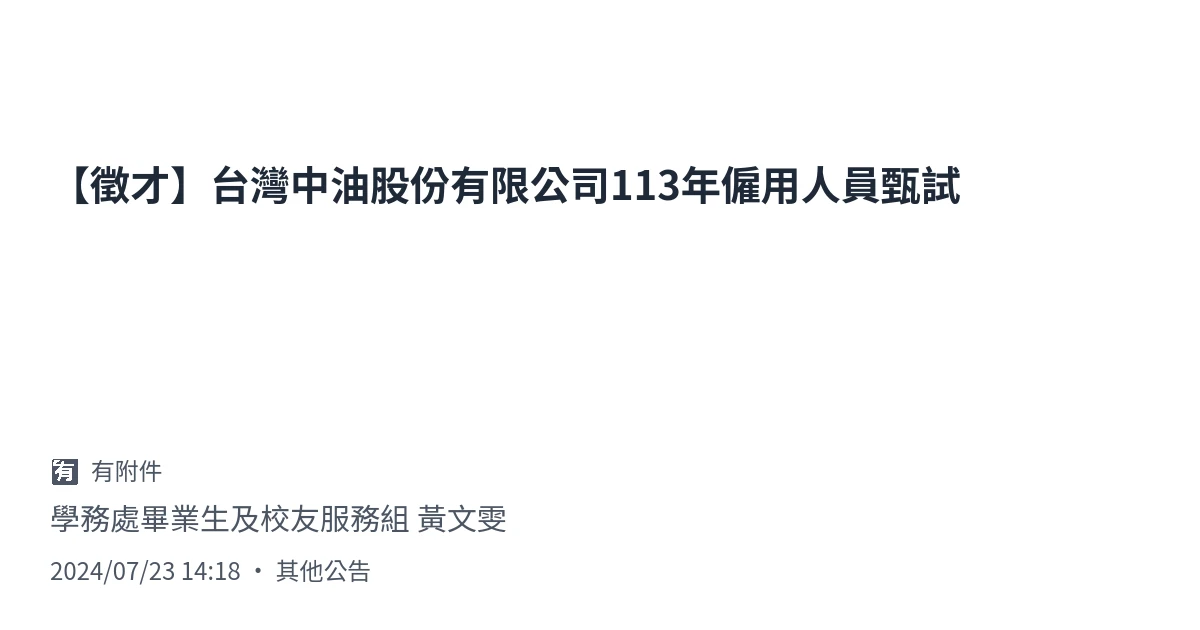 【徵才】台灣中油股份有限公司113年僱用人員甄試
有 有附件
學務處畢業生及校友服務組 黃文雯
2024/07/23 14:18 • 其他公告